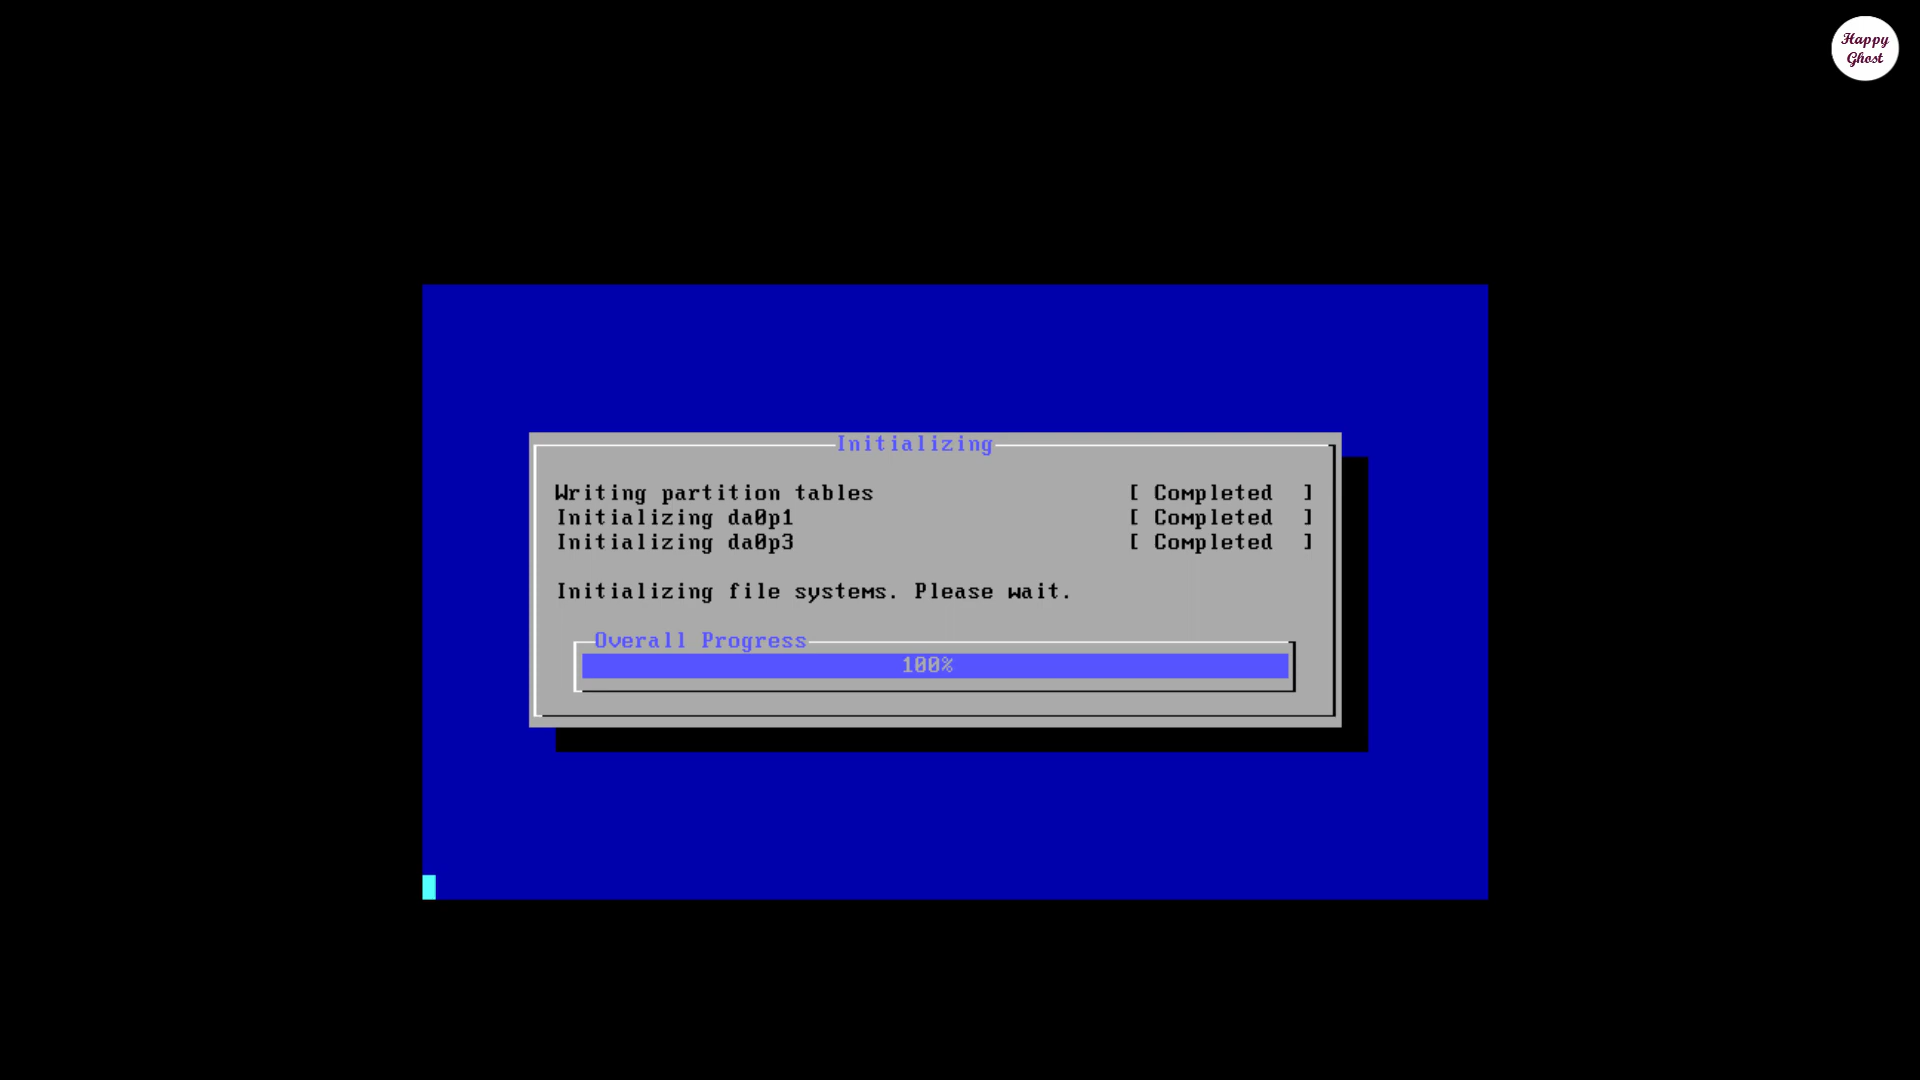 Happy
Ghost
Initializing
Writing partition tables [ Completed ]
Initializing da0p1 [ Completed ]
Initializing da0p3 [ Completed ]
Initializing file systems. Please wait.
Overall Progress
100%